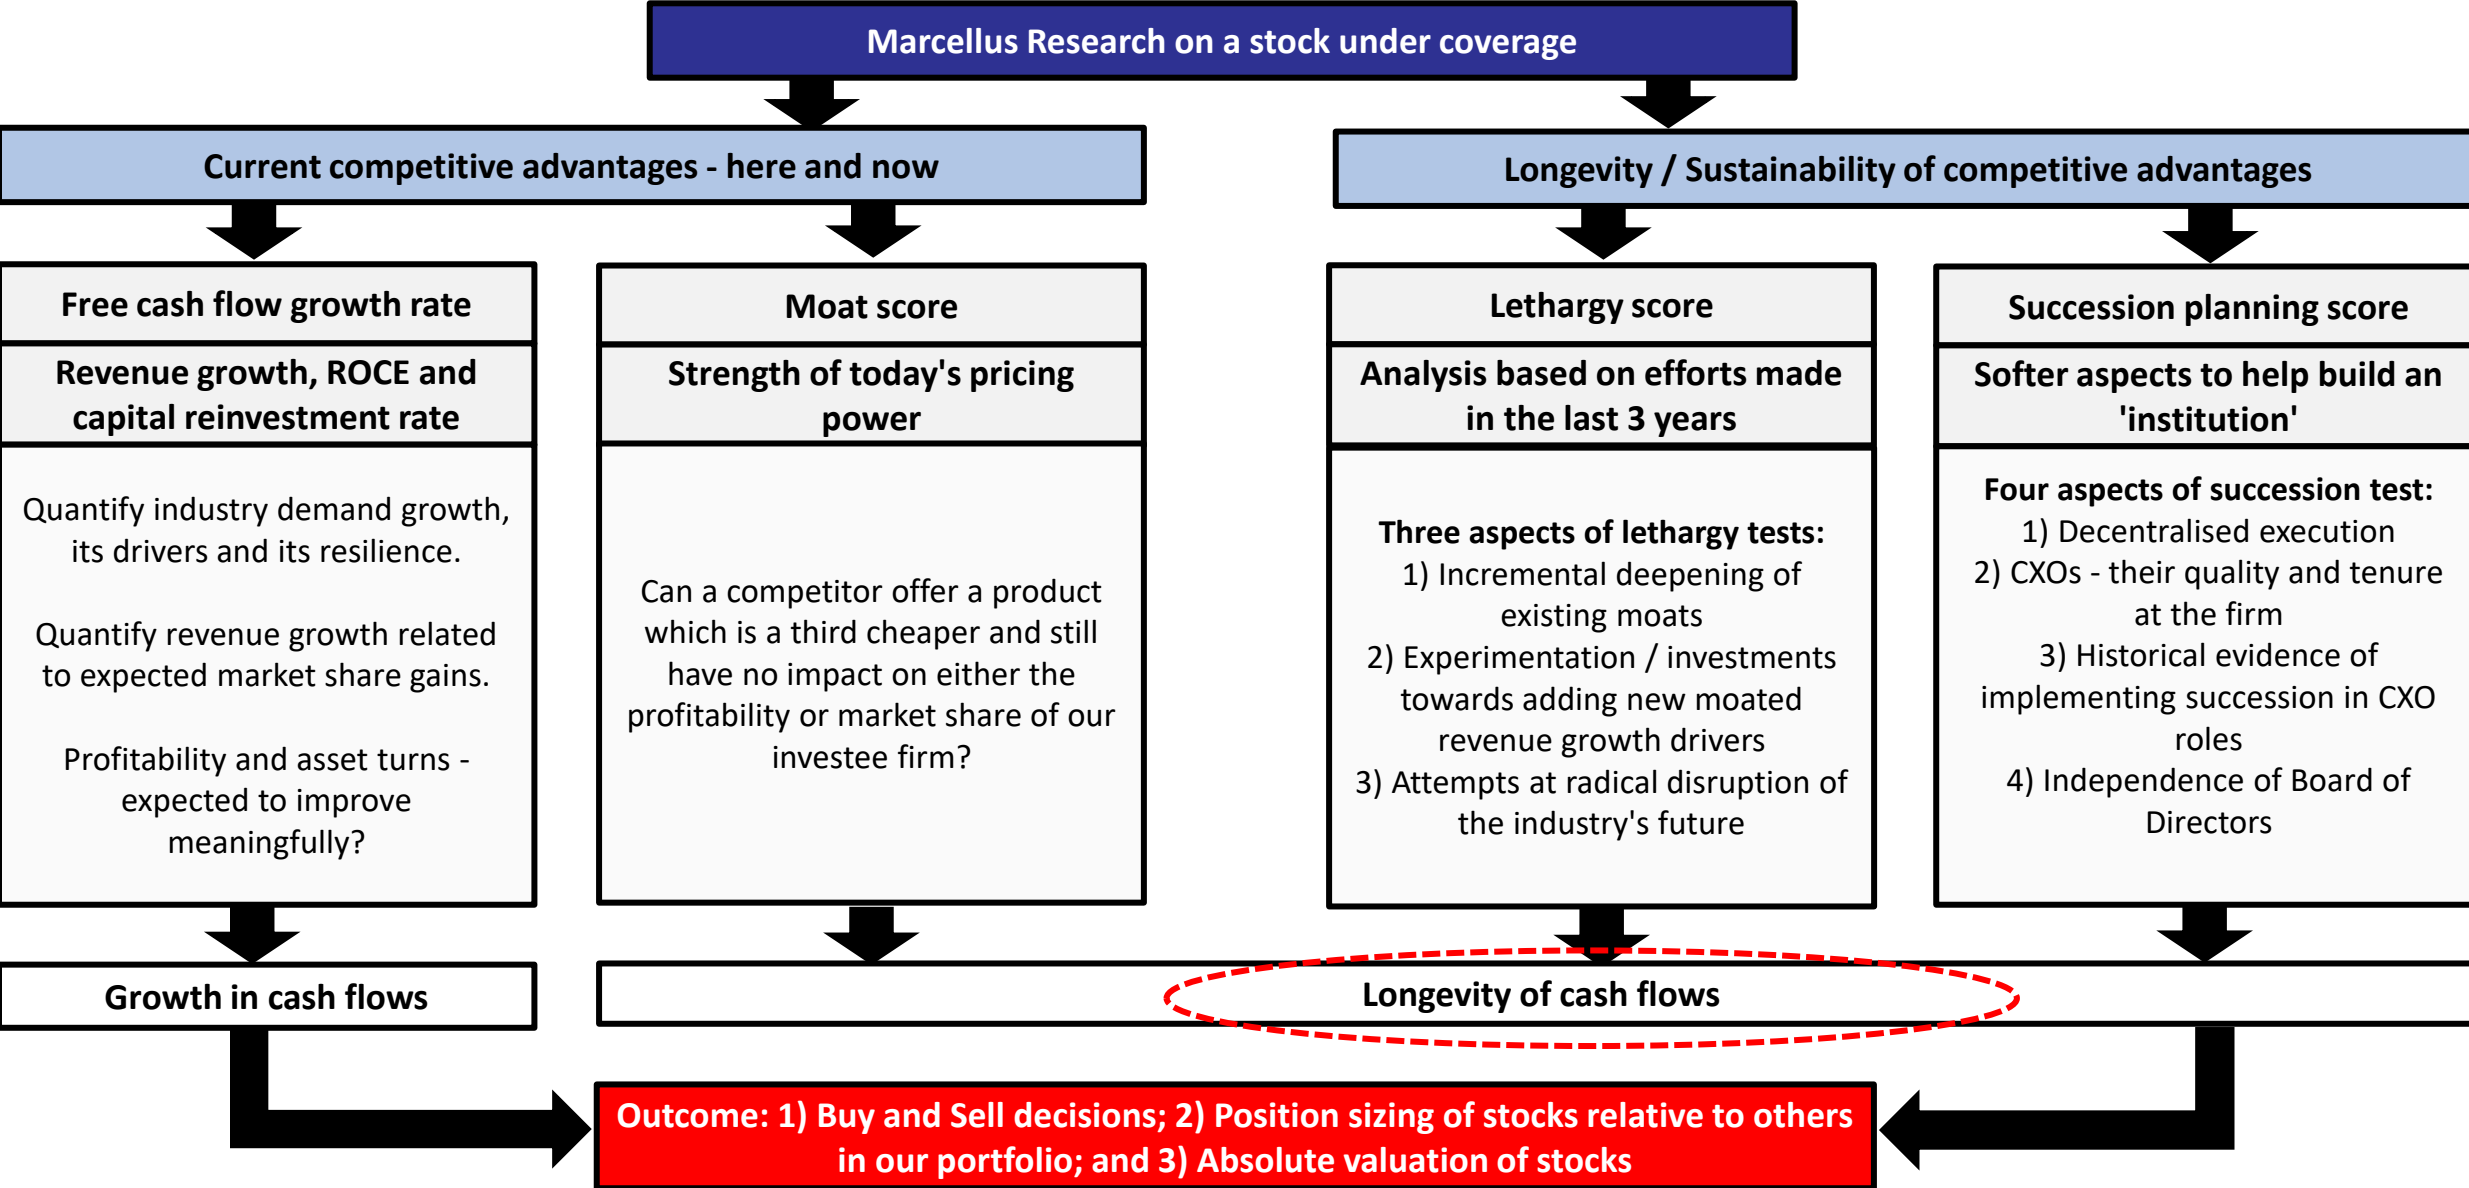 Marcellus Research on a stock under coverage
Current competitive advantages - here and now
Longevity / Sustainability of competitive advantages
Free cash flow growth rate
Revenue growth, ROCE and
capital reinvestment rate
Quantify industry demand growth,
its drivers and its resilience.
Quantify revenue growth related
to expected market share gains.
Profitability and asset turns -
expected to improve
meaningfully?
Moat score
Strength of today's pricing
power
Can a competitor offer a product
which is a third cheaper and still
have no impact on either the
profitability or market share of our
investee firm?
Lethargy score
Analysis based on efforts made
in the last 3 years
Three aspects of lethargy tests:
1) Incremental deepening of
existing moats
2) Experimentation / investments
towards adding new moated
revenue growth drivers
3) Attempts at radical disruption of
the industry's future
Succession planning score
Softer aspects to help build an
'institution'
Four aspects of succession test:
1) Decentralised execution
2) CXOs - their quality and tenure
at the firm
3) Historical evidence of
implementing succession in CXO
roles
4) Independence of Board of
Directors
Growth in cash flows
Longevity of cash flows
Outcome: 1) Buy and Sell decisions; 2) Position sizing of stocks relative to others
in our portfolio; and 3) Absolute valuation of stocks